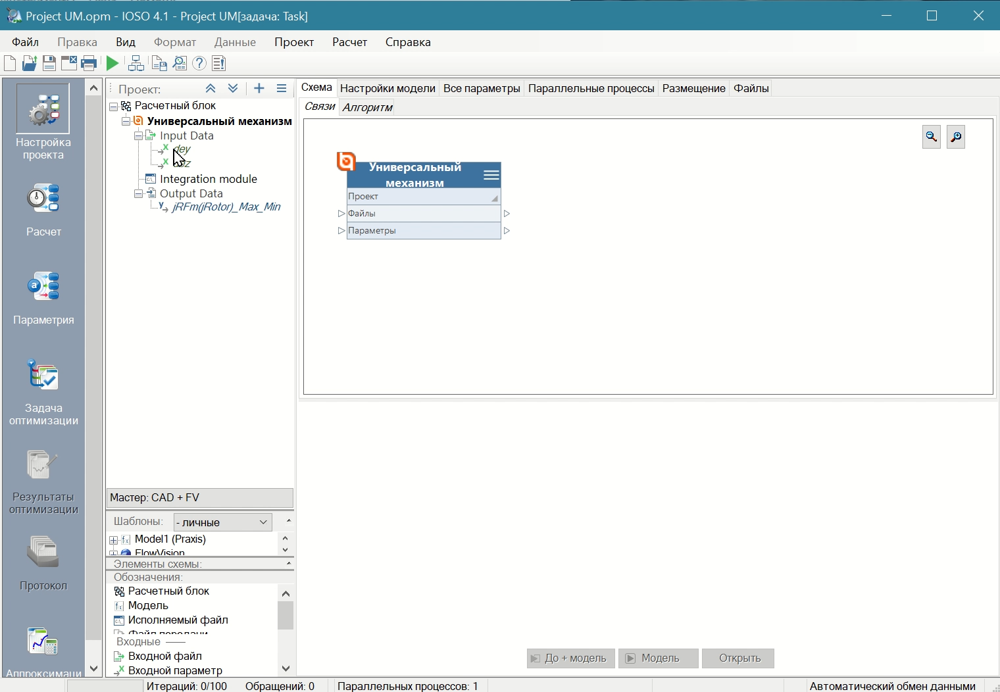 Project UM.opm - IOSO 4.1 - Project UM[задача: Task]
Файл Правка Вид Формат Данные Проект Расчет Справка
Настройка проекта
Расчет
Параметрия
Задача оптимизации
Результаты оптимизации
Протокол
Аппроксимаци
Проект:
Расчетный блок
Универсальный механизм
Input Data
dey
Integration module
Output Data
jRFm(jRotor)_Max_Min
Мастер: CAD + FV
Шаблоны: - личные
Model1 (Praxis)
FlowVision
Элементы схемы:
Обозначения:
Расчетный блок
Модель
Исполняемый файл
Файл передачи
Входные
Входной файл
Входной параметр
Схема Настройки модели Все параметры Параллельные процессы Размещение Файлы
Связи Алгоритм
Универсальный
механизм
Проект
Файлы
Параметры
До + модель Модель Открыть
Итераций: 0/100 Обращений: 0 Параллельных процессов: 1 Автоматический обмен данными